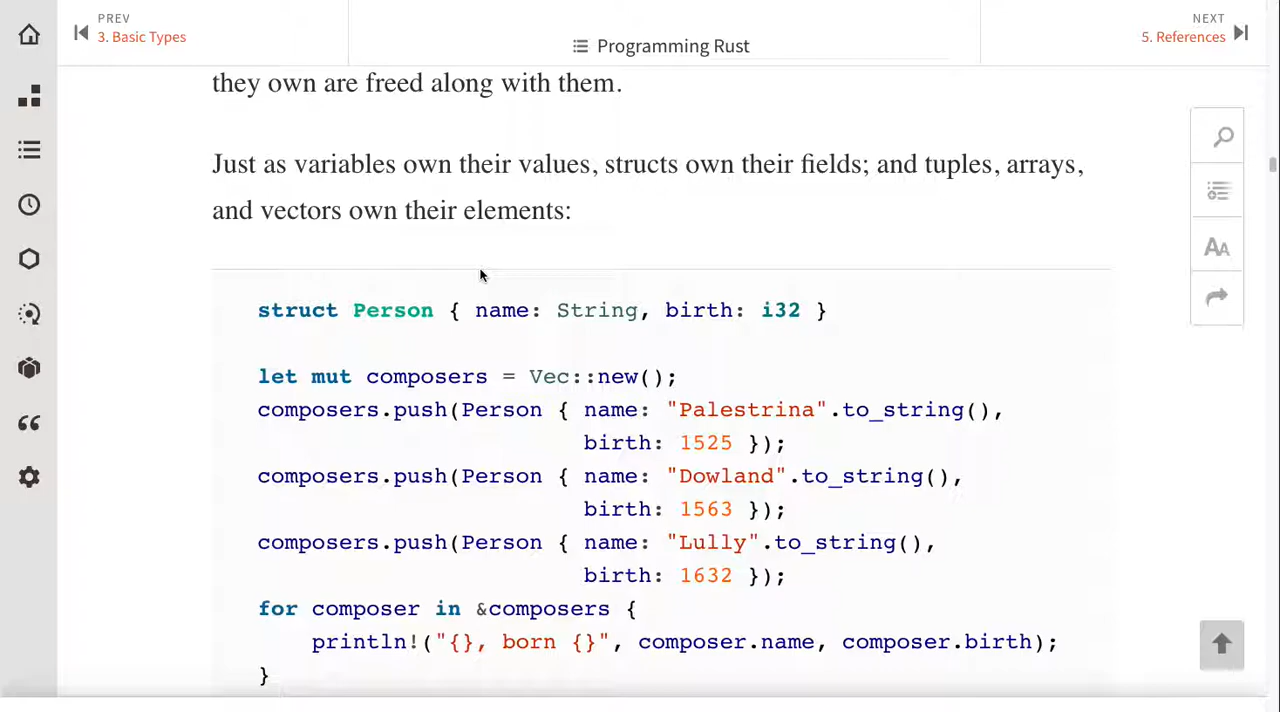 PREV
3. Basic Types
Programming Rust
NEXT
5. References
they own are freed along with them.
Just as variables own their values, structs own their fields; and tuples, arrays,
and vectors own their elements:
struct Person { name: String, birth: i32 }
let mut composers = Vec::new();
composers.push(Person { name: "Palestrina".to_string(),
birth: 1525 });
composers.push(Person { name: "Dowland".to_string(),
birth: 1563 });
composers.push(Person { name: "Lully".to_string(),
birth: 1632 });
for composer in &composers {
println!("{}, born {}", composer.name, composer.birth);
}
AA